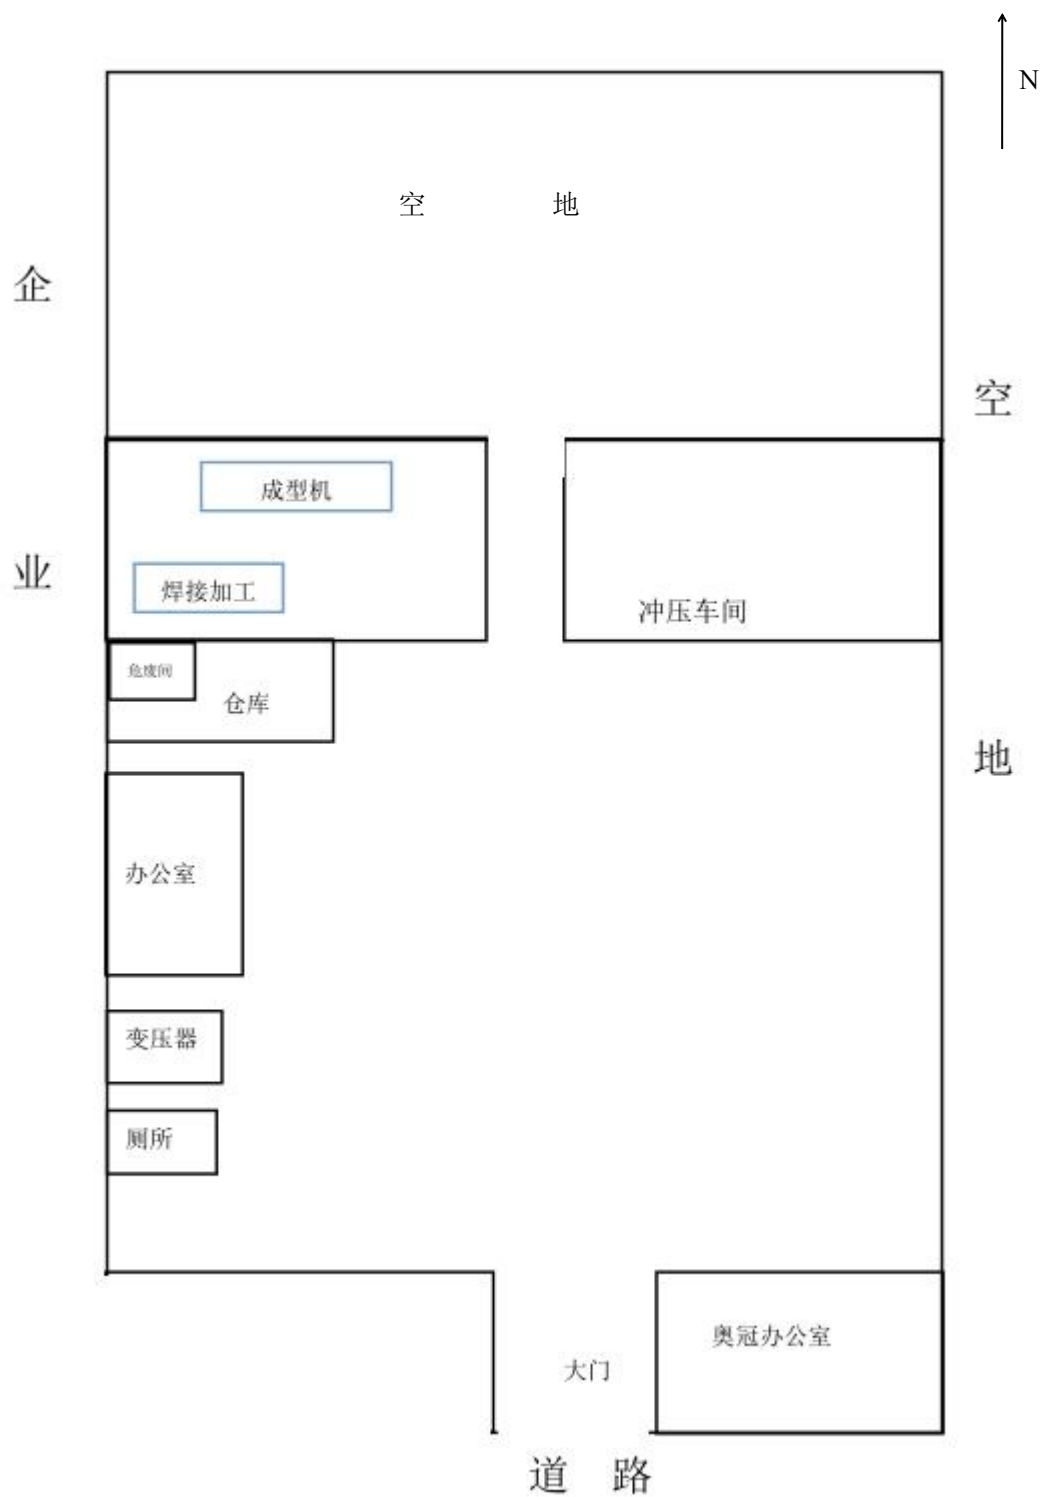 N
空 地
企
业
空
地
成型机
焊接加工
冲压车间
危废间
仓库
办公室
变压器
厕所
奥冠办公室
大门
道 路